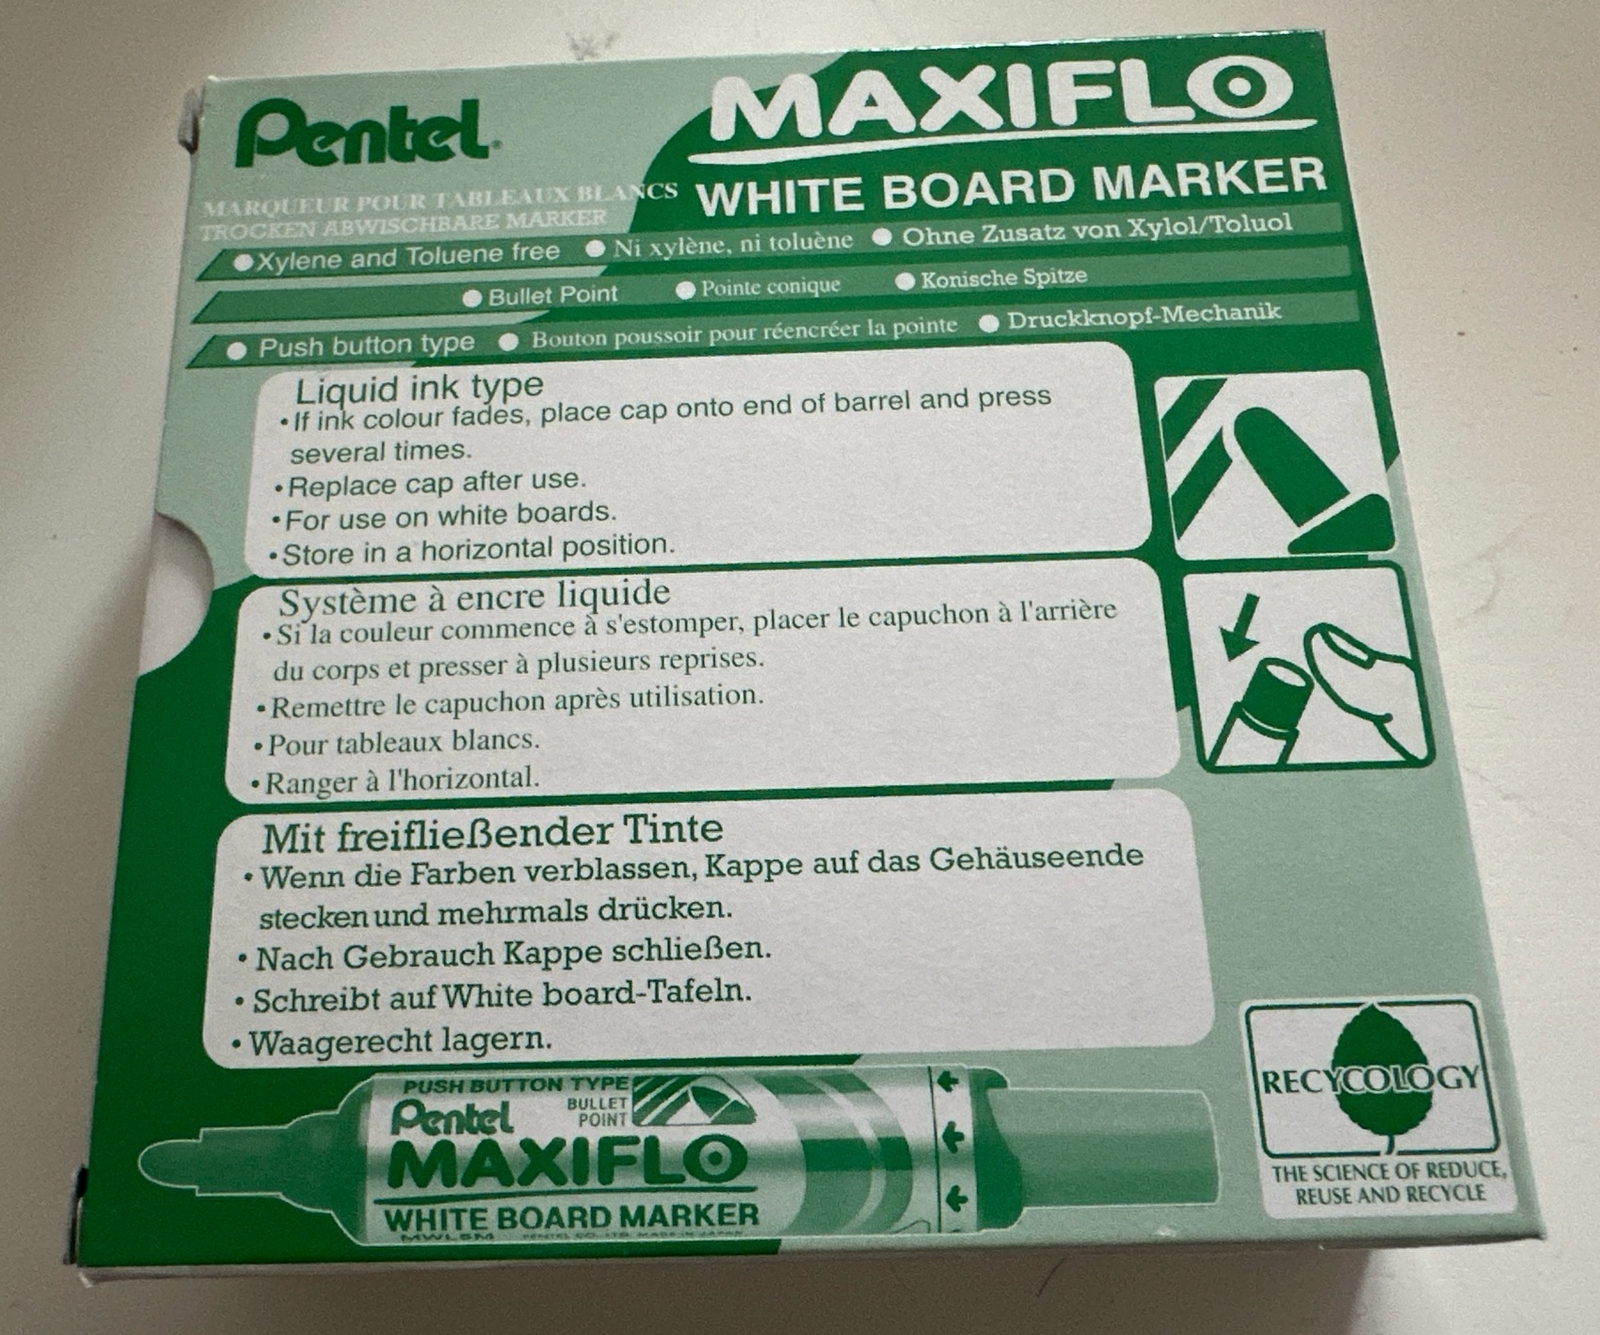 Pentel
MAXIFLO
MARQUEUR POUR TABLEAUX BLANCS
TROCKEN ABWISCHBARE MARKER
WHITE BOARD MARKER
●Xylene and Toluene free ●Ni xylène, ni toluène ●Ohne Zusatz von Xylol/Toluol
●Bullet Point ●Pointe conique ●Konische Spitze
●Push button type ●Bouton poussoir pour réencréer la pointe ●Druckknopf-Mechanik
Liquid ink type
•If ink colour fades, place cap onto end of barrel and press
several times.
•Replace cap after use.
•For use on white boards.
•Store in a horizontal position.
Système à encre liquide
•Si la couleur commence à s'estomper, placer le capuchon à l'arrière
du corps et presser à plusieurs reprises.
•Remettre le capuchon après utilisation.
•Pour tableaux blancs.
•Ranger à l'horizontal.
Mit freifließender Tinte
•Wenn die Farben verblassen, Kappe auf das Gehäuseende
stecken und mehrmals drücken.
•Nach Gebrauch Kappe schließen.
•Schreibt auf White board-Tafeln.
•Waagerecht lagern.
PUSH BUTTON TYPE
Pentel
BULLET
POINT
MAXIFLO
WHITE BOARD MARKER
MWL5M PENTEL CO., LTD. MADE IN JAPAN
RECYCOLOGY
THE SCIENCE OF REDUCE,
REUSE AND RECYCLE